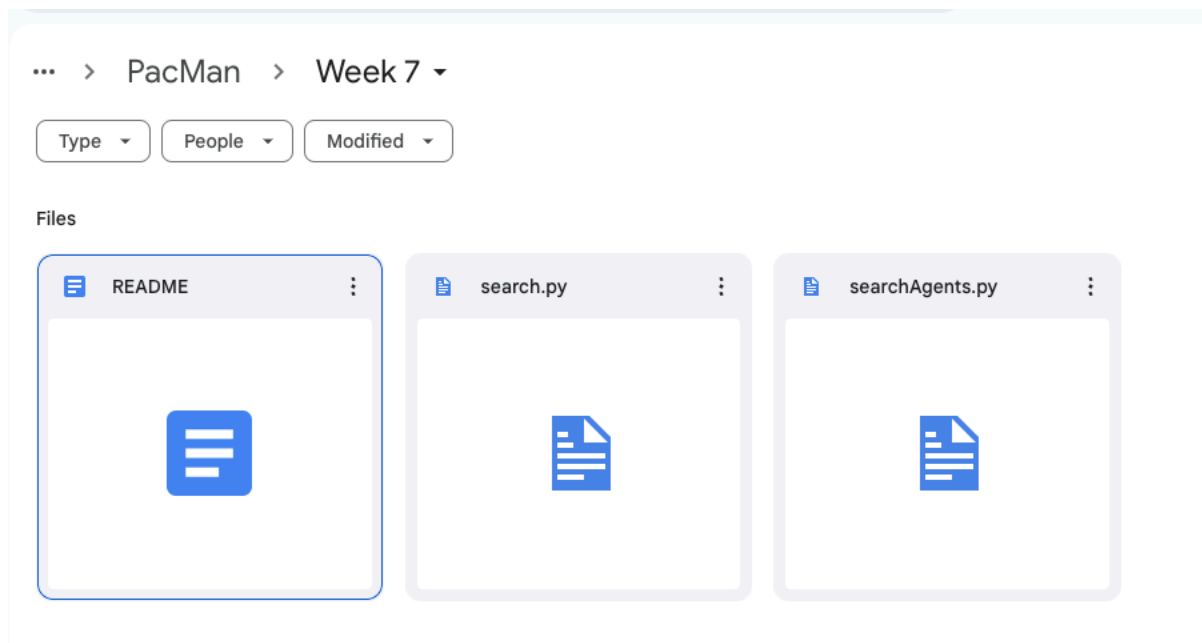 ... > PacMan > Week 7
Type People Modified
Files
README search.py searchAgents.py